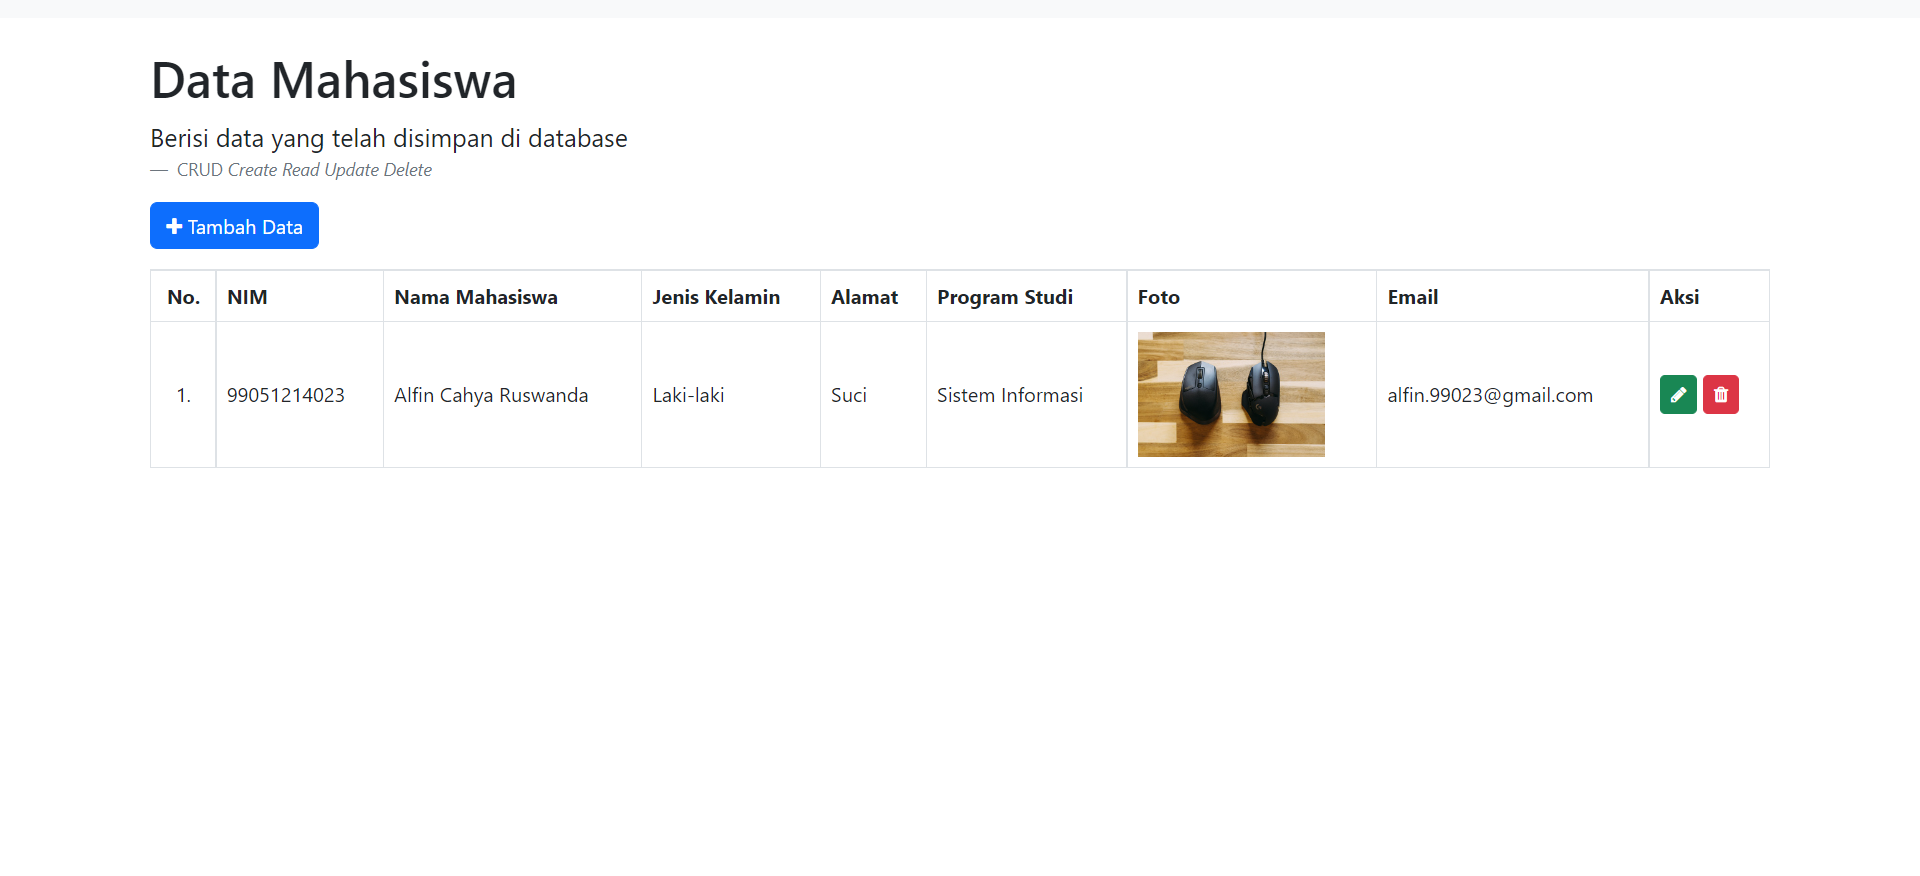 Data Mahasiswa
Berisi data yang telah disimpan di database
— CRUD Create Read Update Delete
Tambah Data
No. NIM Nama Mahasiswa Jenis Kelamin Alamat Program Studi Foto Email Aksi
1. 99051214023 Alfin Cahya Ruswanda Laki-laki Suci Sistem Informasi alfin.99023@gmail.com